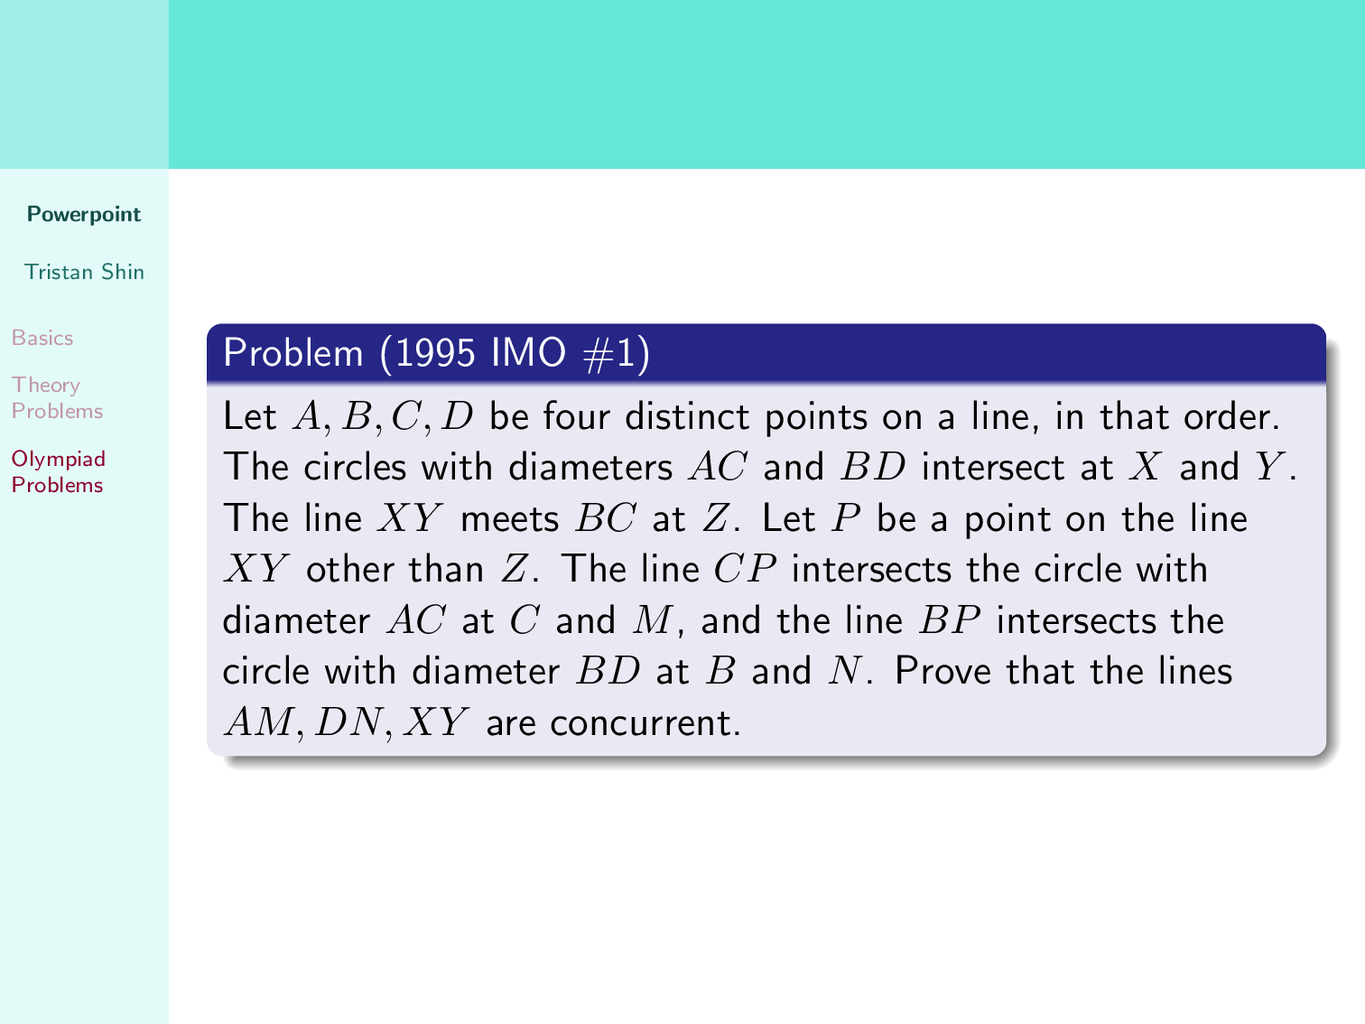 Powerpoint
Tristan Shin
Basics
Theory
Problems
Olympiad
Problems
Problem (1995 IMO #1)
Let A, B, C, D be four distinct points on a line, in that order.
The circles with diameters AC and BD intersect at X and Y.
The line XY meets BC at Z. Let P be a point on the line
XY other than Z. The line CP intersects the circle with
diameter AC at C and M, and the line BP intersects the
circle with diameter BD at B and N. Prove that the lines
AM, DN, XY are concurrent.